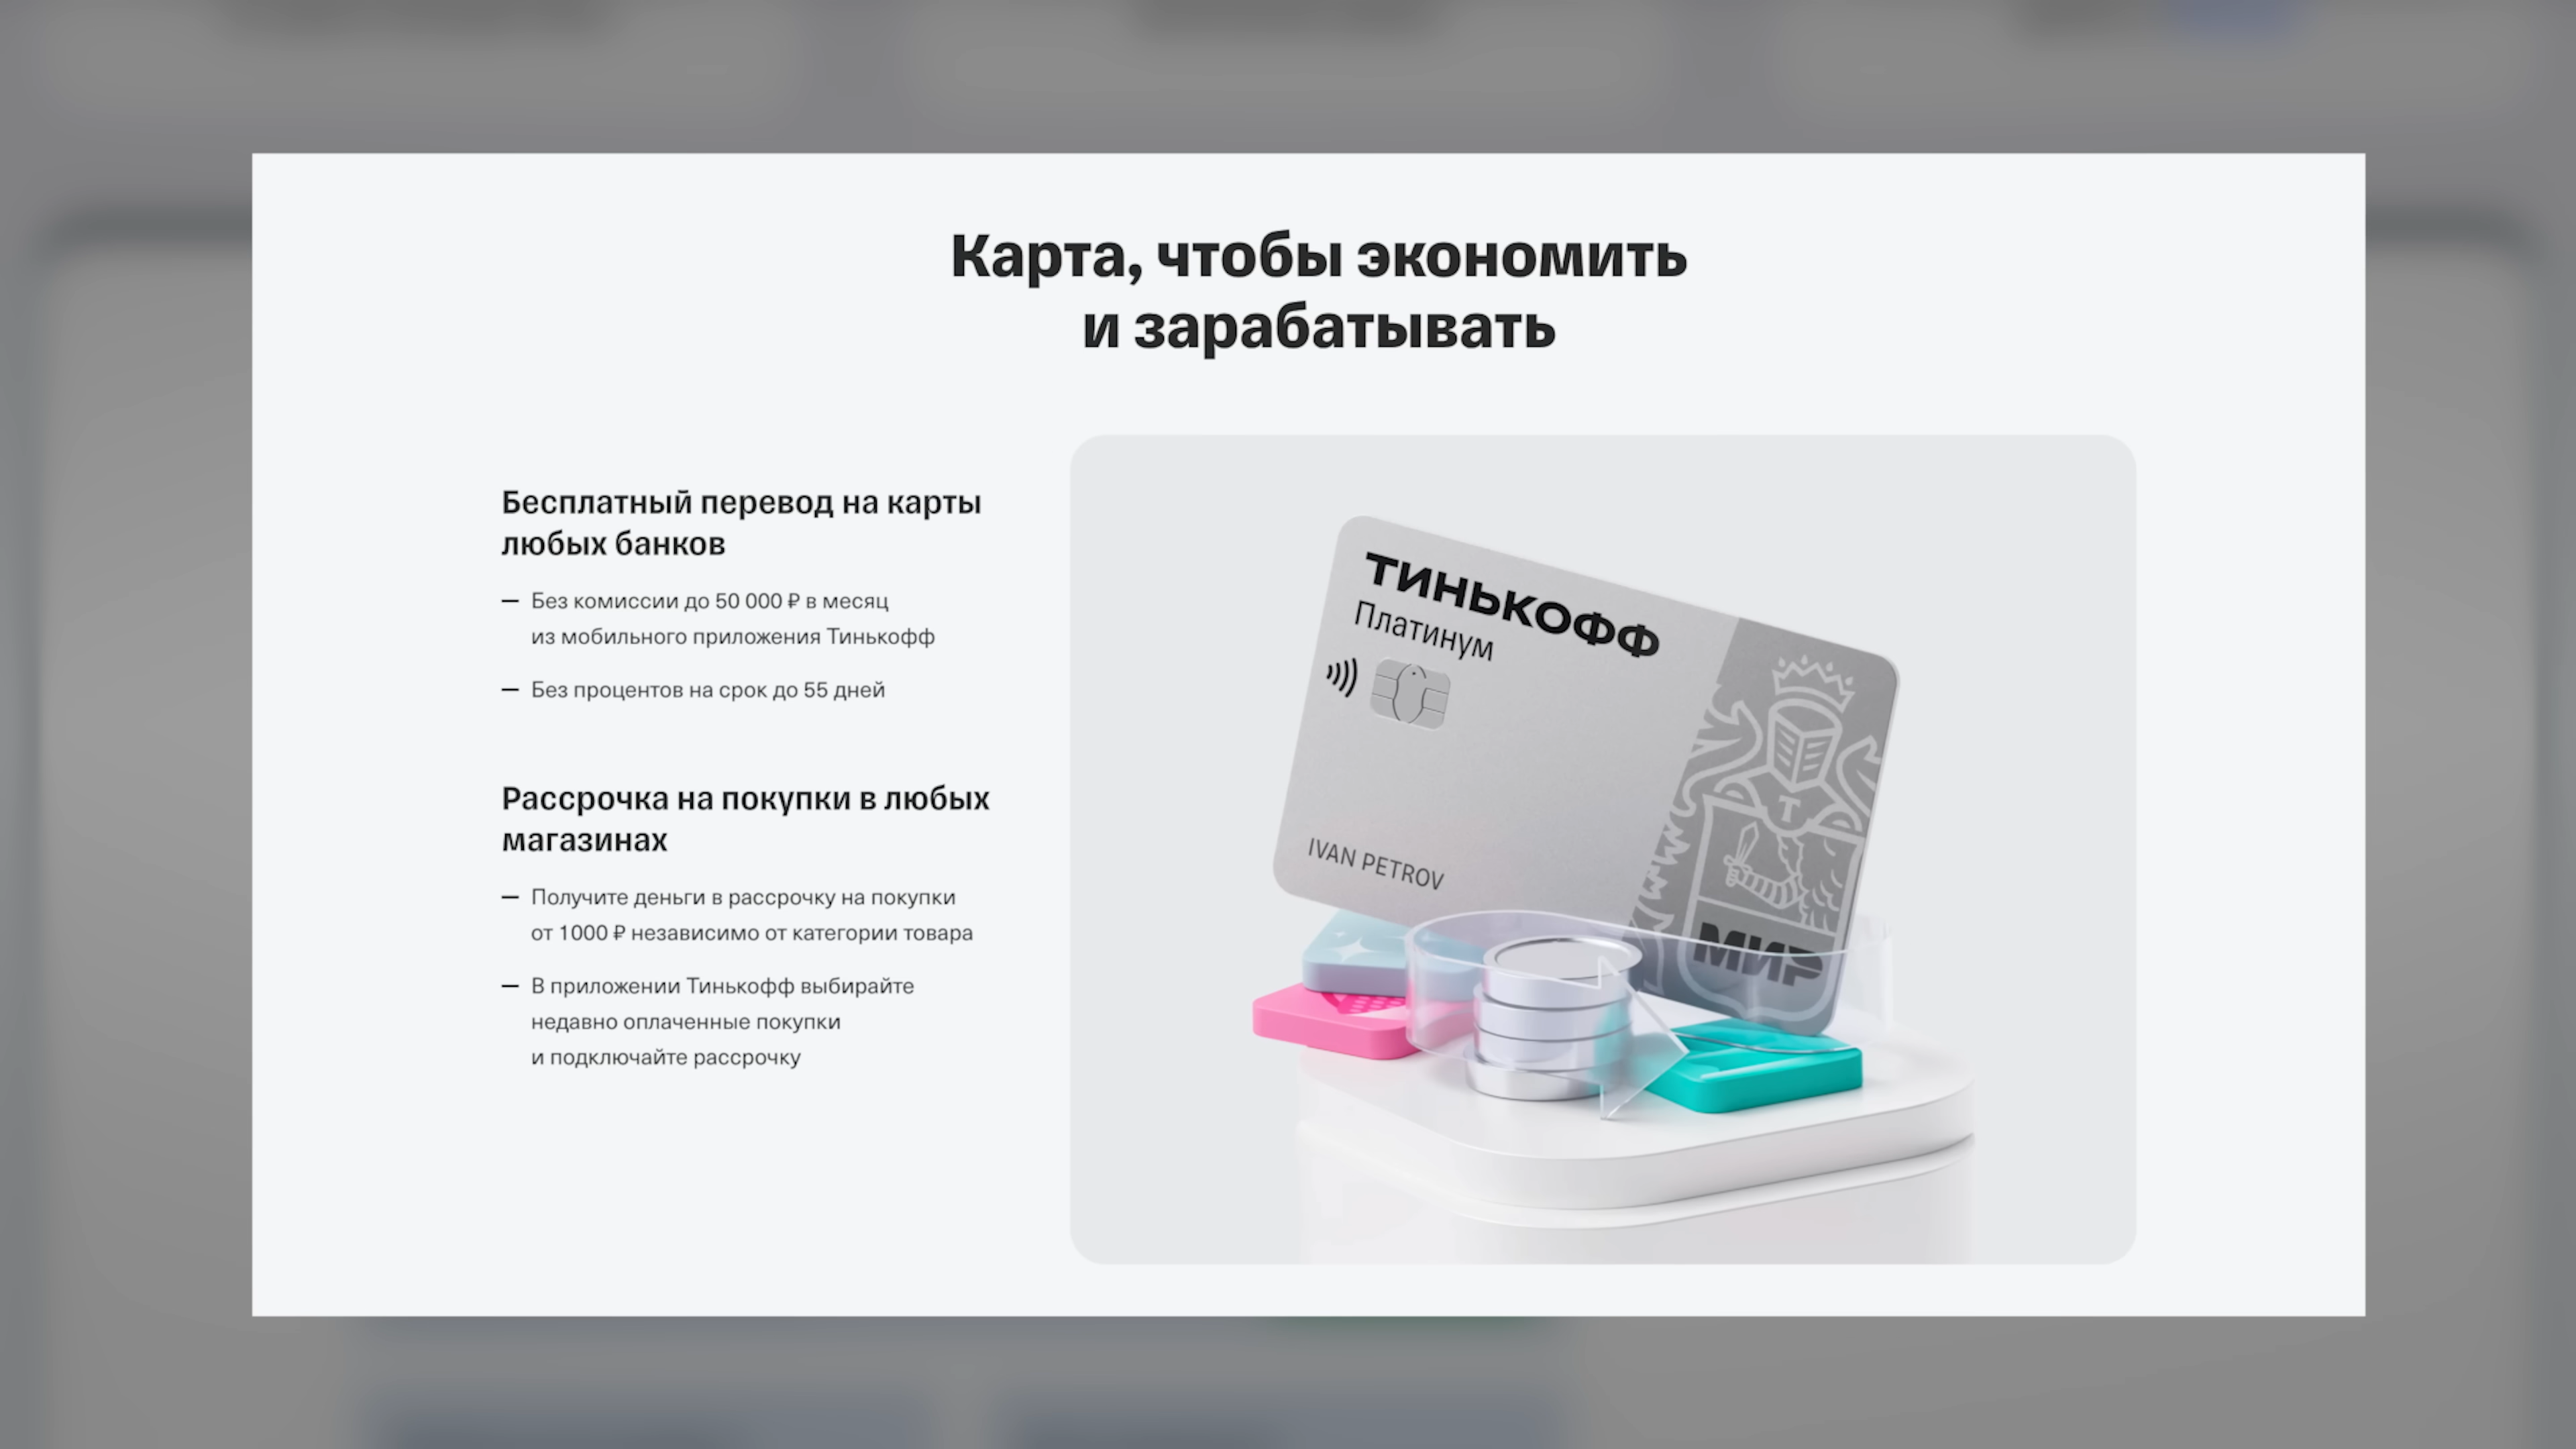 Карта, чтобы экономить
и зарабатывать
Бесплатный перевод на карты
любых банков
— Без комиссии до 50 000 ₽ в месяц
из мобильного приложения Тинькофф
— Без процентов на срок до 55 дней
Рассрочка на покупки в любых
магазинах
— Получите деньги в рассрочку на покупки
от 1000 ₽ независимо от категории товара
— В приложении Тинькофф выбирайте
недавно оплаченные покупки
и подключайте рассрочку
ТИНЬКОФФ
Платинум
IVAN PETROV
Т
МИР